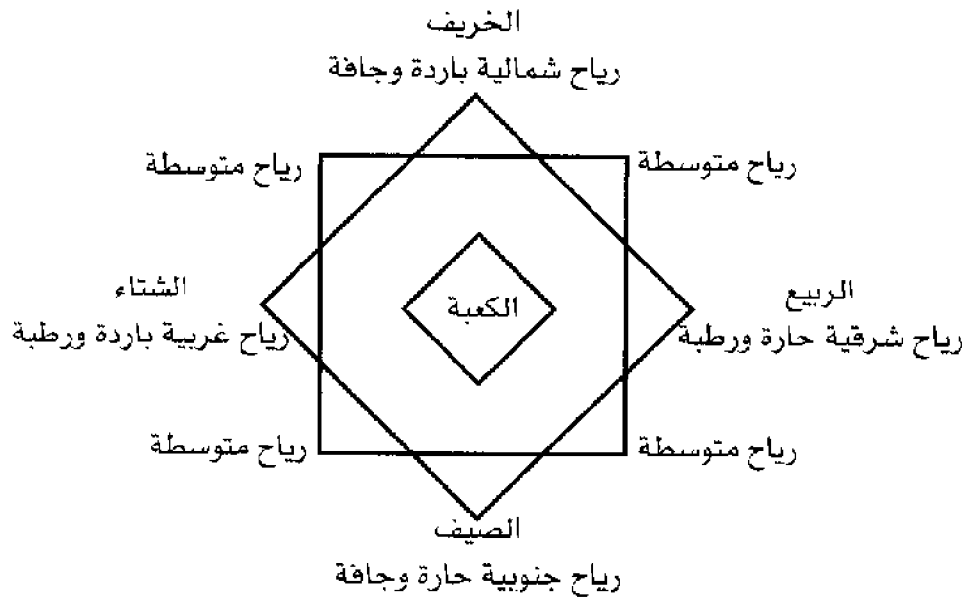 الخريف
رياح شمالية باردة وجافة
رياح متوسطة
رياح متوسطة
الربيع
رياح شرقية حارة ورطبة
الكعبة
الشتاء
رياح غربية باردة ورطبة
رياح متوسطة
رياح متوسطة
الصيف
رياح جنوبية حارة وجافة